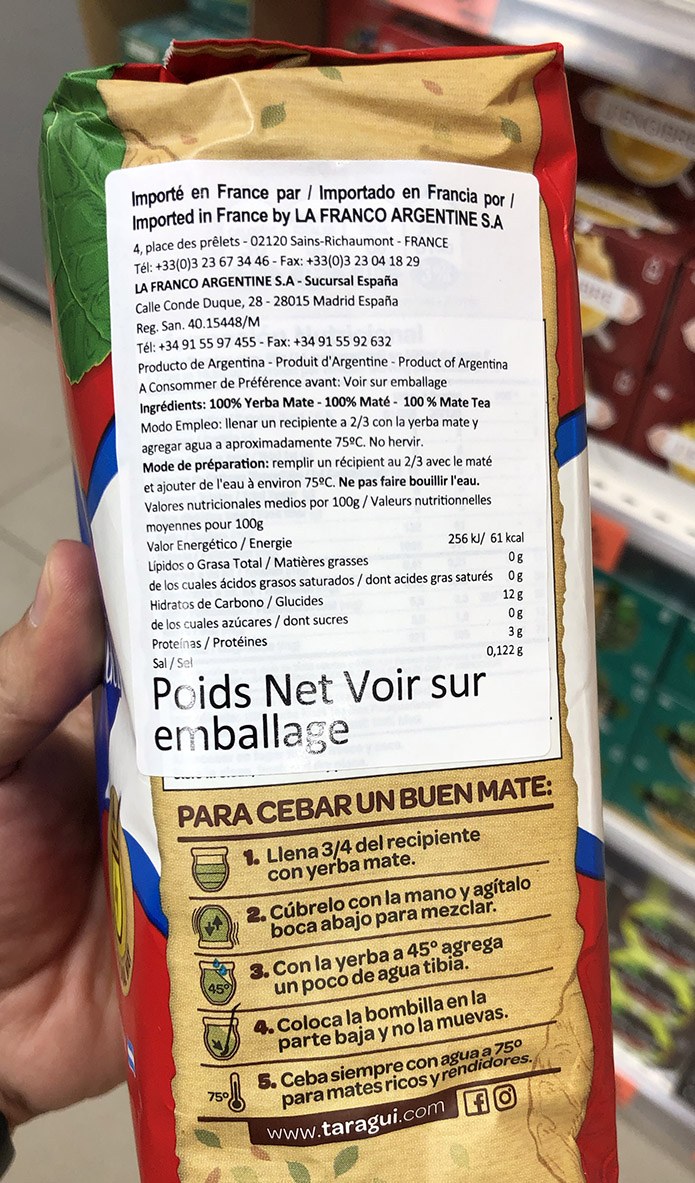 Importé en France par / Importado en Francia por /
Imported in France by LA FRANCO ARGENTINE S.A
4, place des prêlets - 02120 Sains-Richaumont - FRANCE
Tél: +33(0)3 23 67 34 46 - Fax: +33(0)3 23 04 18 29
LA FRANCO ARGENTINE S.A - Sucursal España
Calle Conde Duque, 28 - 28015 Madrid España
Reg. San. 40.15448/M
Tél: +34 91 55 97 455 - Fax: +34 91 55 92 632
Producto de Argentina - Produit d'Argentine - Product of Argentina
A Consommer de Préférence avant: Voir sur emballage
Ingrédients: 100% Yerba Mate - 100% Maté - 100 % Mate Tea
Modo Empleo: llenar un recipiente a 2/3 con la yerba mate y
agregar agua a aproximadamente 75ºC. No hervir.
Mode de préparation: remplir un récipient au 2/3 avec le maté
et ajouter de l'eau à environ 75ºC. Ne pas faire bouillir l'eau.
Valores nutricionales medios por 100g / Valeurs nutritionnelles
moyennes pour 100g
Valor Energético / Energie 256 kJ/ 61 kcal
Lípidos o Grasa Total / Matières grasses 0 g
de los cuales ácidos grasos saturados / dont acides gras saturés 0 g
Hidratos de Carbono / Glucides 12 g
de los cuales azúcares / dont sucres 0 g
Proteínas / Protéines 3 g
Sal / Sel 0,122 g
Poids Net Voir sur
emballage
PARA CEBAR UN BUEN MATE:
1. Llena 3/4 del recipiente
con yerba mate.
2. Cúbrelo con la mano y agítalo
boca abajo para mezclar.
3. Con la yerba a 45° agrega
un poco de agua tibia.
45°
4. Coloca la bombilla en la
parte baja y no la muevas.
5. Ceba siempre con agua a 75°
para mates ricos y rendidores.
75°
www.taragui.com